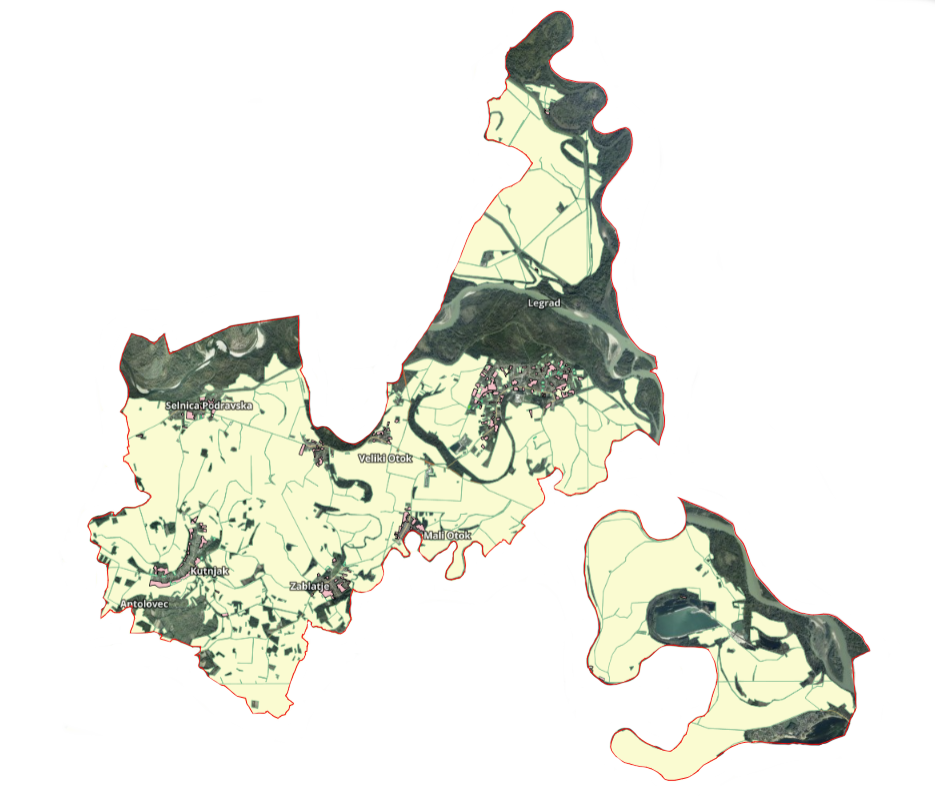 Legrad
Selnica Podravska
Veliki Otok
Mali Otok
Kutnjak
Zablatje
Antolovec